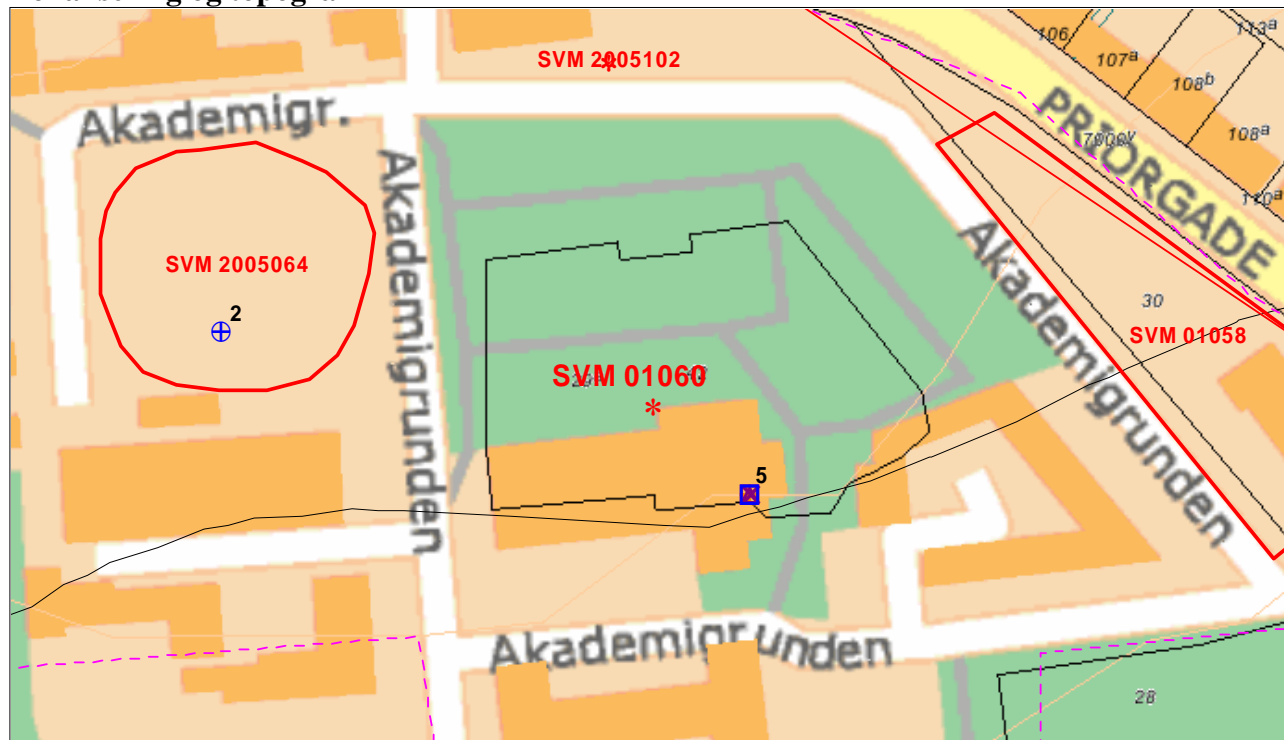 SVM 2005102
106
107ª
108ᵇ
113ª
108ª
110ª
Akademigr.
PRIORGADE
Akademigrunden
Akademigrunden
SVM 2005064
2
30
SVM 01058
SVM 01060
5
Akademigrunden
28